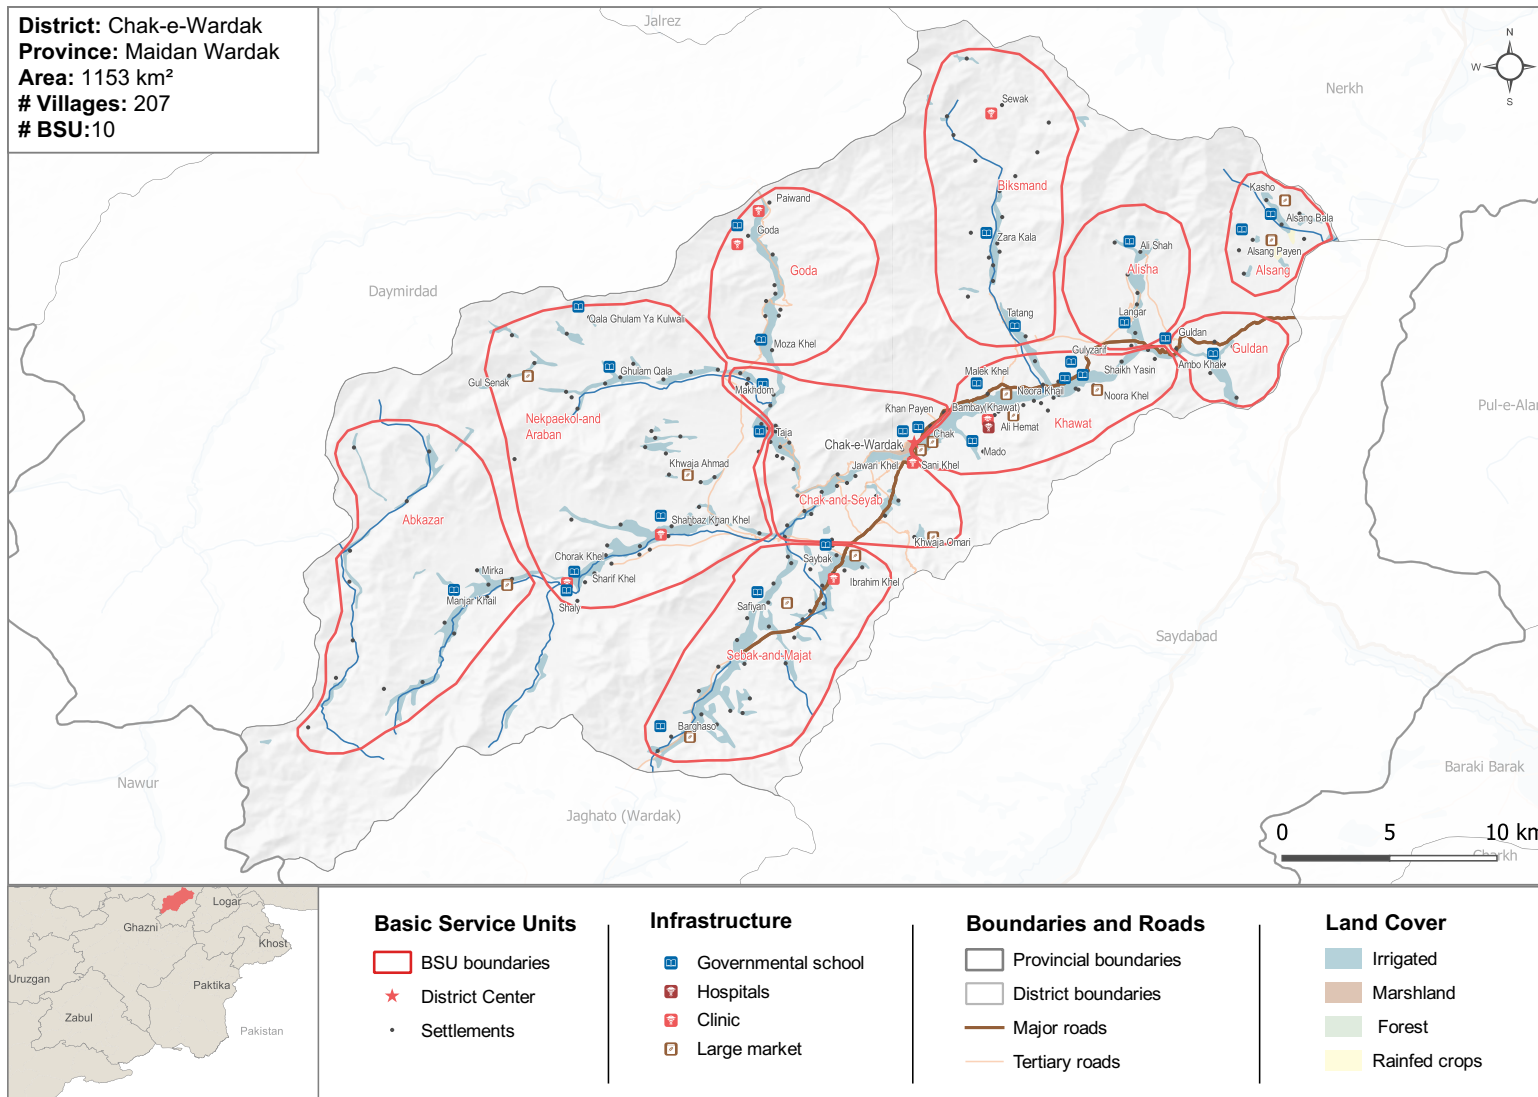 District: Chak-e-Wardak
Province: Maidan Wardak
Area: 1153 km²
# Villages: 207
# BSU:10
Jalrez
Nerkh
N
W
S
Sewak
Biksmand
Kasho
Alsang Bala
Alsang Payen
Alsang
Paiwand
Goda
Goda
Zara Kala
Ali Shah
Alisha
Daymirdad
Qala Ghulam Ya Kulwali
Moza Khel
Tatang
Langar
Guldan
Guldan
Gulyzarif
Shaikh Yasin
Ambo Khak
Gul Senak
Ghulam Qala
Makhdom
Malek Khel
Noora Khail
Noora Khel
Pul-e-Alam
Nekpaekol-and
Araban
Khan Payen
Bambay(Khawat)
Ali Hemat
Khawat
Taja
Chak-e-Wardak
Chak
Mado
Khwaja Ahmad
Jawari Khel
Sani Khel
Chak-and-Seyab
Abkazar
Shahbaz Khan Khel
Khwaja Omari
Chorak Khel
Saybak
Mirka
Sharif Khel
Ibrahim Khel
Manjar Khail
Shaly
Safiyan
Saydabad
Sebak-and-Majat
Barghaso
Nawur
Baraki Barak
Jaghato (Wardak)
0 5 10 km
Charkh
Logar
Ghazni
Khost
Uruzgan
Paktika
Zabul
Pakistan
Basic Service Units
BSU boundaries
District Center
Settlements
Infrastructure
Governmental school
Hospitals
Clinic
Large market
Boundaries and Roads
Provincial boundaries
District boundaries
Major roads
Tertiary roads
Land Cover
Irrigated
Marshland
Forest
Rainfed crops